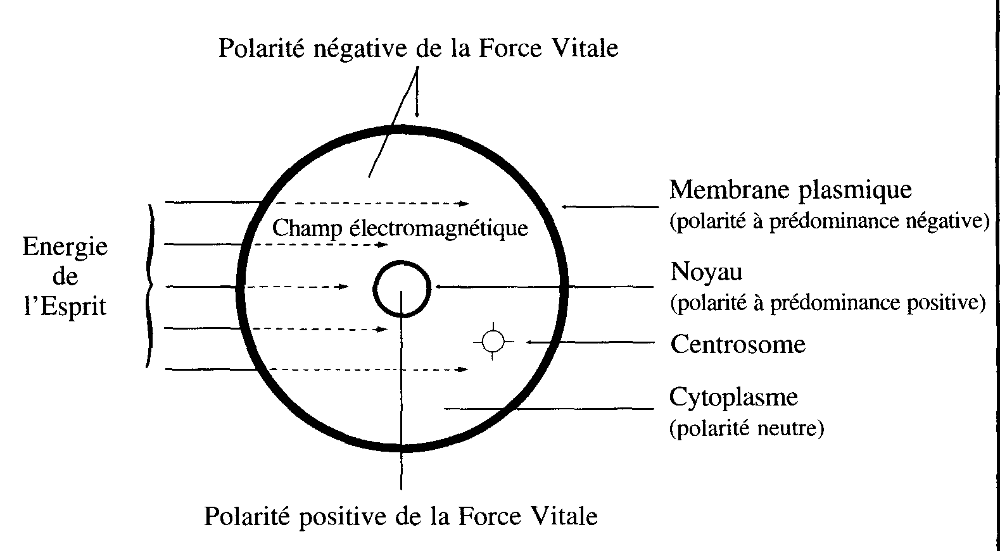 Polarité négative de la Force Vitale
Energie
de
l'Esprit
Champ électromagnétique
Membrane plasmique
(polarité à prédominance négative)
Noyau
(polarité à prédominance positive)
Centrosome
Cytoplasme
(polarité neutre)
Polarité positive de la Force Vitale